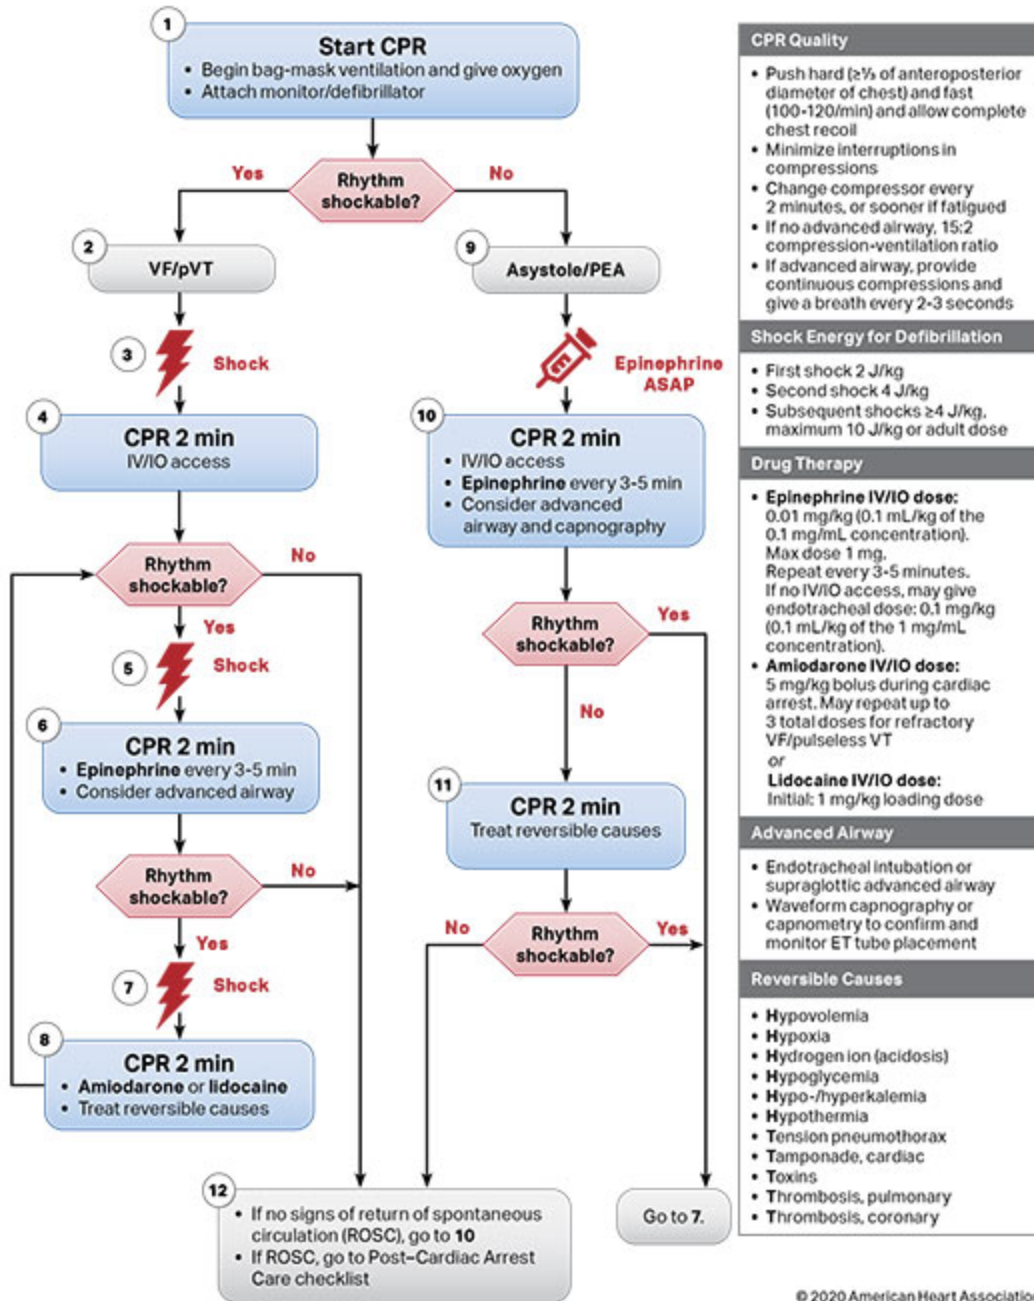 1
Start CPR
• Begin bag-mask ventilation and give oxygen
• Attach monitor/defibrillator
Yes
Rhythm
shockable?
No
2
VF/pVT
9
Asystole/PEA
3
Shock
Epinephrine
ASAP
4
CPR 2 min
IV/IO access
10
CPR 2 min
• IV/IO access
• Epinephrine every 3-5 min
• Consider advanced
airway and capnography
Rhythm
shockable?
No
Yes
5
Shock
Rhythm
shockable?
Yes
No
6
CPR 2 min
• Epinephrine every 3-5 min
• Consider advanced airway
11
CPR 2 min
Treat reversible causes
Rhythm
shockable?
No
Yes
7
Shock
No
Rhythm
shockable?
Yes
8
CPR 2 min
• Amiodarone or lidocaine
• Treat reversible causes
12
• If no signs of return of spontaneous
circulation (ROSC), go to 10
• If ROSC, go to Post–Cardiac Arrest
Care checklist
Go to 7.
CPR Quality
• Push hard (≥⅓ of anteroposterior
diameter of chest) and fast
(100-120/min) and allow complete
chest recoil
• Minimize interruptions in
compressions
• Change compressor every
2 minutes, or sooner if fatigued
• If no advanced airway, 15:2
compression-ventilation ratio
• If advanced airway, provide
continuous compressions and
give a breath every 2-3 seconds
Shock Energy for Defibrillation
• First shock 2 J/kg
• Second shock 4 J/kg
• Subsequent shocks ≥4 J/kg,
maximum 10 J/kg or adult dose
Drug Therapy
• Epinephrine IV/IO dose:
0.01 mg/kg (0.1 mL/kg of the
0.1 mg/mL concentration).
Max dose 1 mg.
Repeat every 3-5 minutes.
If no IV/IO access, may give
endotracheal dose: 0.1 mg/kg
(0.1 mL/kg of the 1 mg/mL
concentration).
• Amiodarone IV/IO dose:
5 mg/kg bolus during cardiac
arrest. May repeat up to
3 total doses for refractory
VF/pulseless VT
or
Lidocaine IV/IO dose:
Initial: 1 mg/kg loading dose
Advanced Airway
• Endotracheal intubation or
supraglottic advanced airway
• Waveform capnography or
capnometry to confirm and
monitor ET tube placement
Reversible Causes
• Hypovolemia
• Hypoxia
• Hydrogen ion (acidosis)
• Hypoglycemia
• Hypo-/hyperkalemia
• Hypothermia
• Tension pneumothorax
• Tamponade, cardiac
• Toxins
• Thrombosis, pulmonary
• Thrombosis, coronary
© 2020 American Heart Association